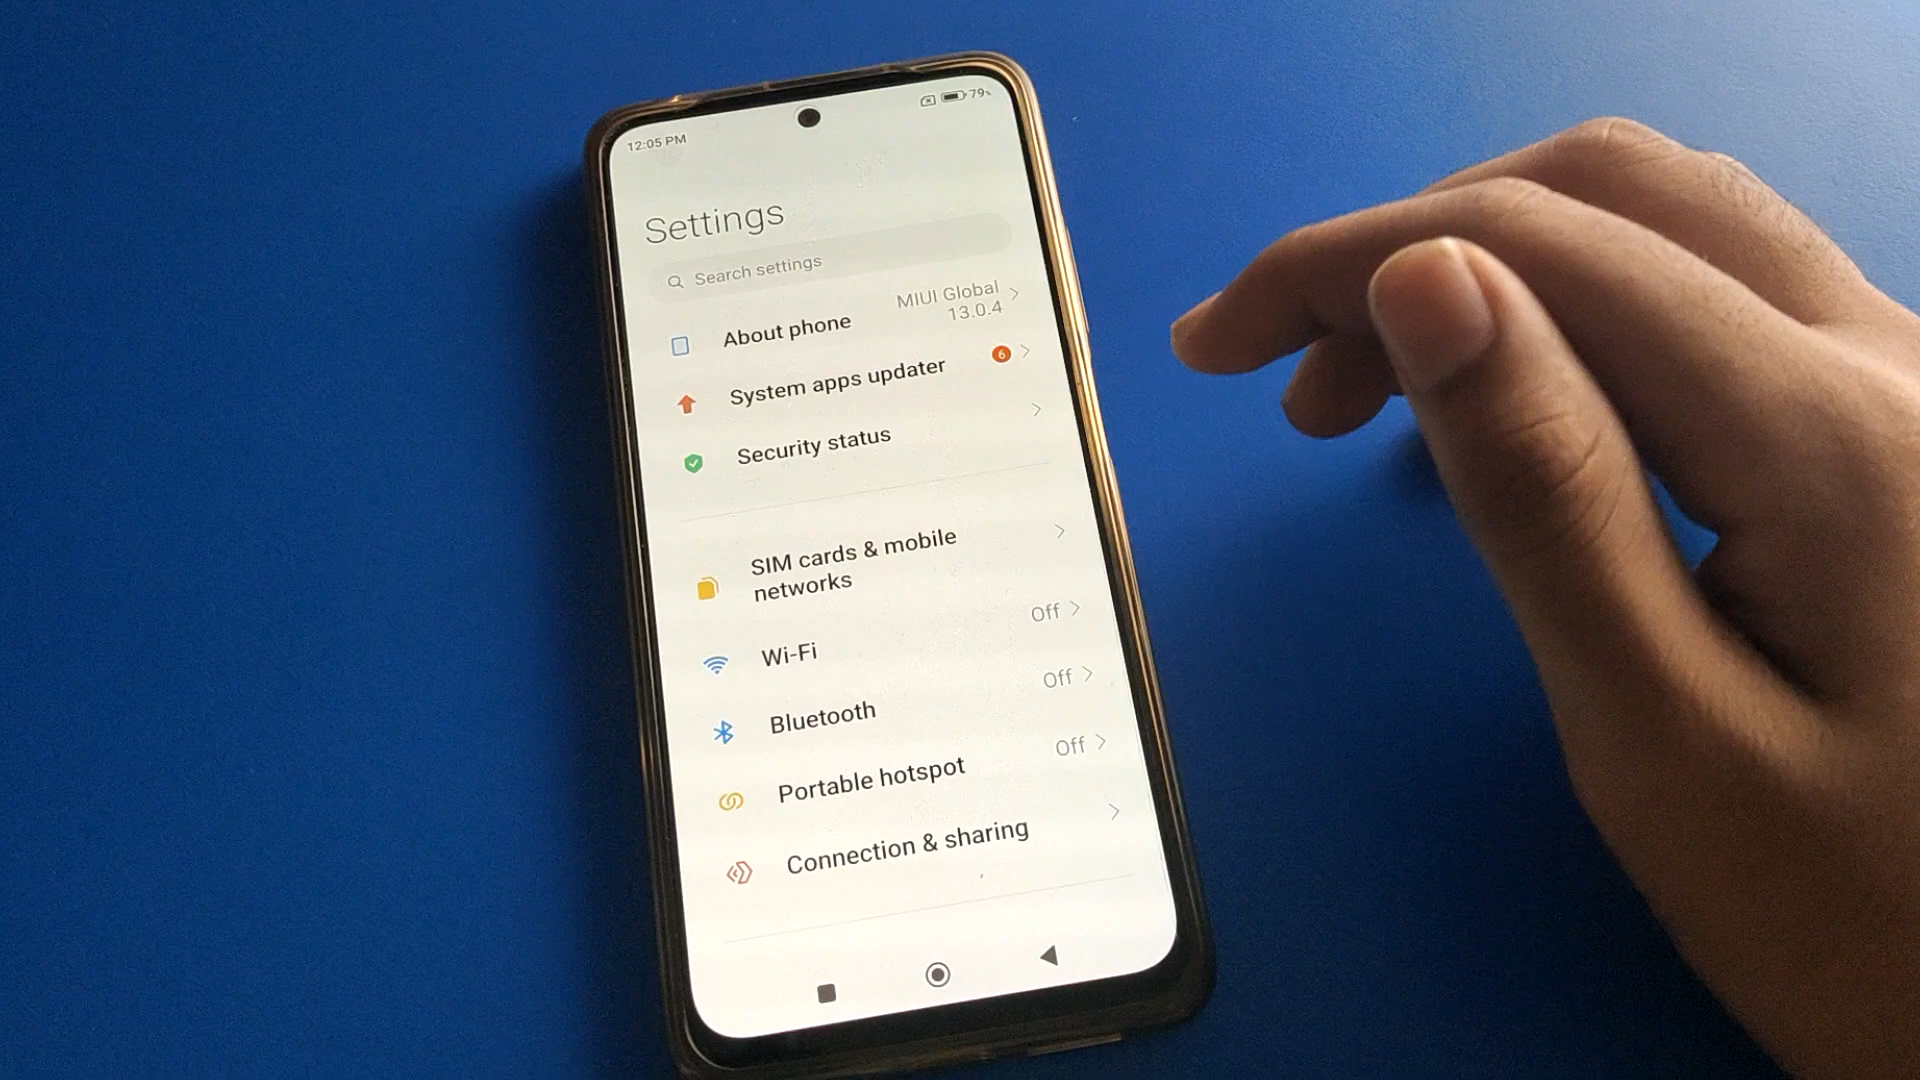 12:05 PM
79%
Settings
Search settings
About phone
MIUI Global
13.0.4
System apps updater
6
Security status
SIM cards & mobile
networks
Wi-Fi
Off
Bluetooth
Off
Portable hotspot
Off
Connection & sharing